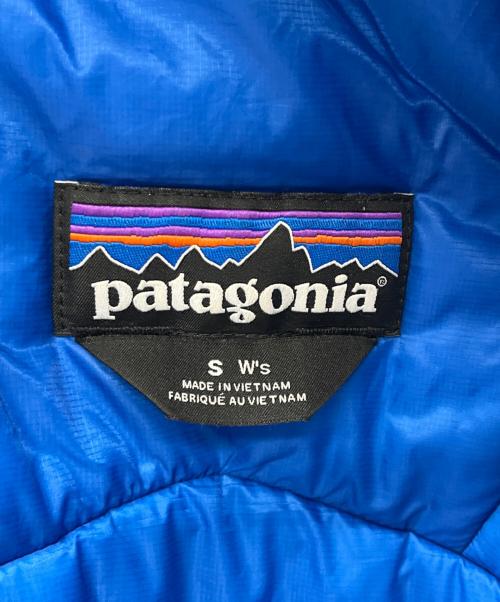 patagonia®
S W's
MADE IN VIETNAM
FABRIQUÉ AU VIETNAM